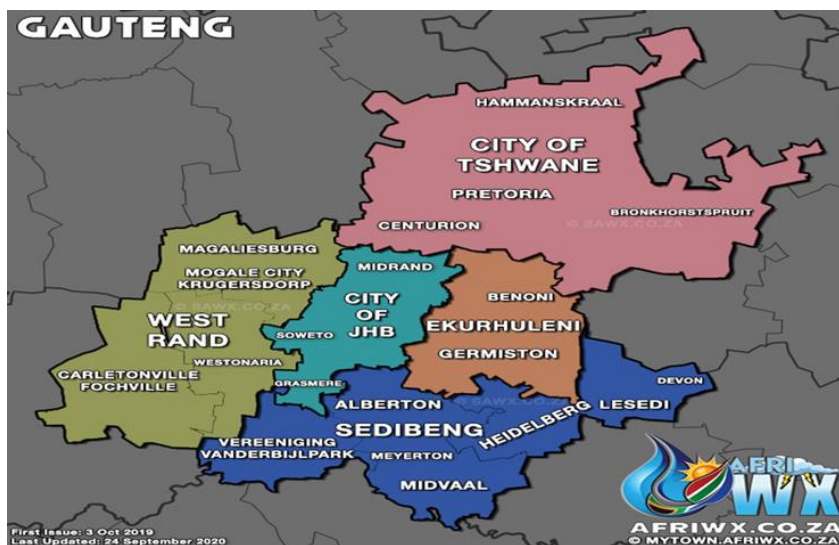 GAUTENG
HAMMANSKRAAL
CITY OF
TSHWANE
PRETORIA
BRONKHORSTSPRUIT
CENTURION
© SAWX.CO.ZA
MAGALIESBURG
MOGALE CITY
KRUGERSDORP
© SAWX.CO.ZA
WEST
RAND
WESTONARIA
CARLETONVILLE
FOCHVILLE
MIDRAND
CITY
OF
JHB
SOWETO
GRASMERE
BENONI
EKURHULENI
GERMISTON
© SAWX.CO.ZA
ALBERTON
SEDIBENG
HEIDELBERG
VEREENIGING
VANDERBIJLPARK
MEYERTON
MIDVAAL
DEVON
LESEDI
AFRI
WX
AFRIWX.CO.ZA
© MYTOWN.AFRIWX.CO.ZA
First Issue: 3 Oct 2019
Last Updated: 24 September 2020